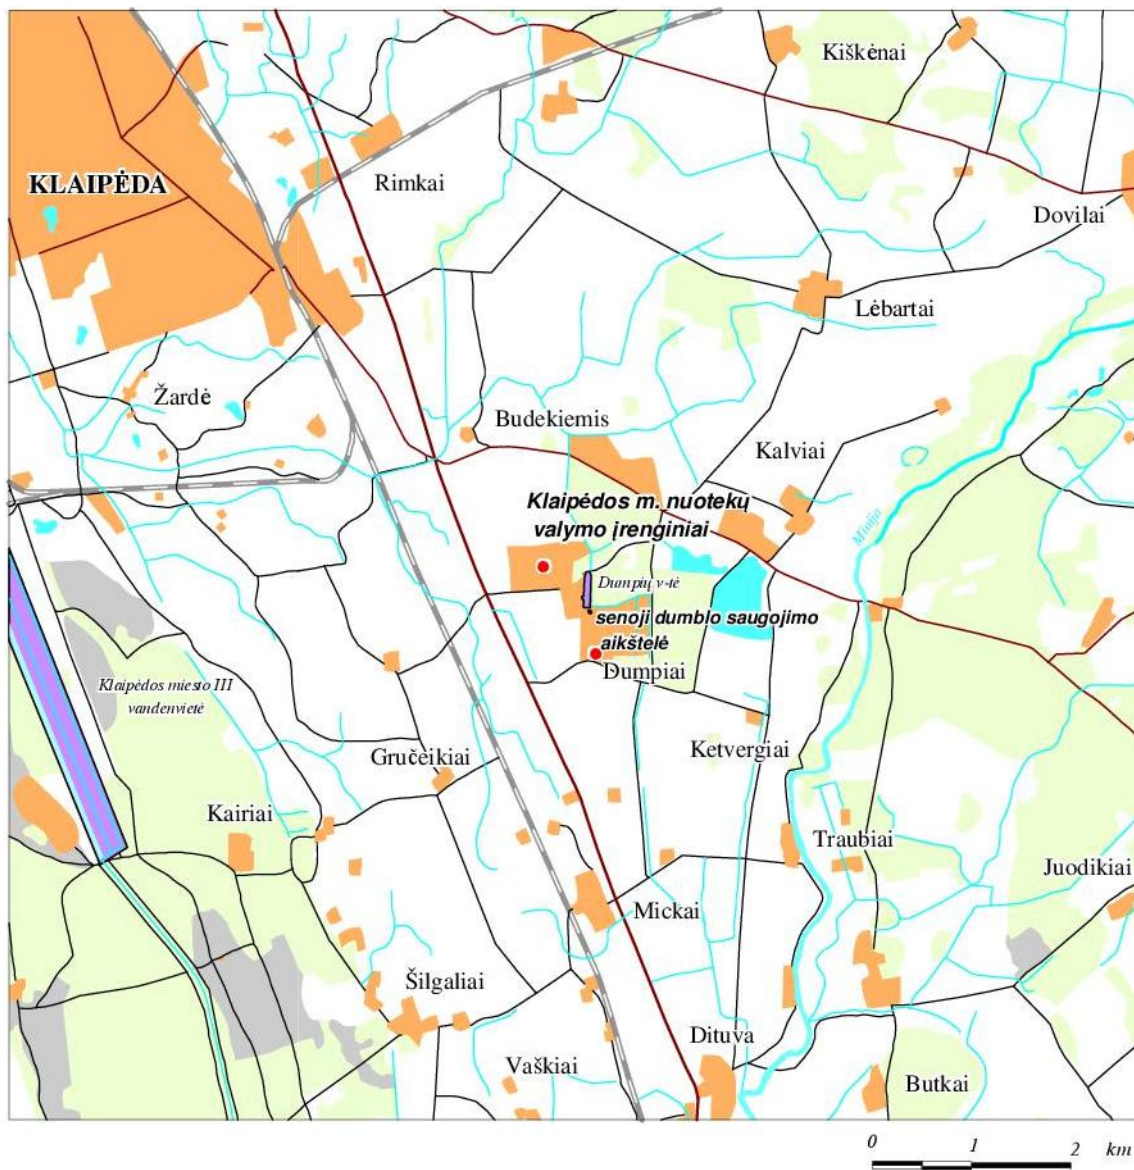 Kiškėnai
KLAIPĖDA
Rimkai
Dovilai
Lėbartai
Žardė
Budekiemis
Kalviai
Klaipėdos m. nuotekų
valymo įrenginiai
Minija
Dumpių v-tė
senoji dumblo saugojimo
aikštelė
Dumpiai
Klaipėdos miesto III
vandenvietė
Ketvergiai
Gručeikiai
Kairiai
Traubiai
Juodikiai
Mickai
Šilgaliai
Dituva
Vaškiai
Butkai
0 1 2 km